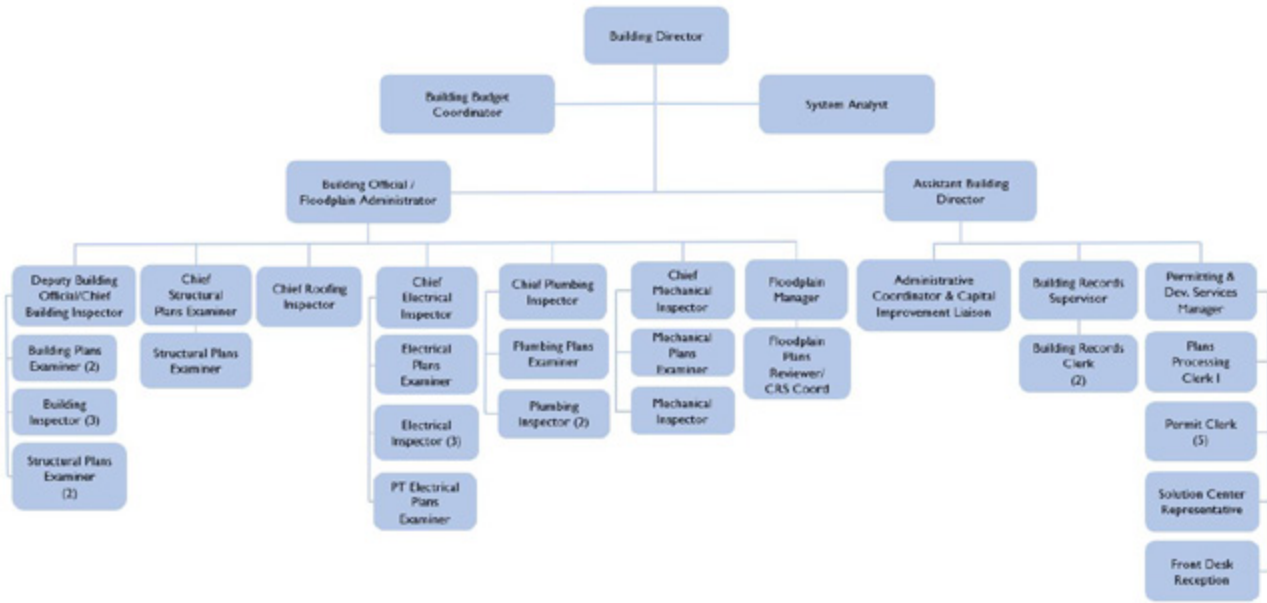 Building Director
Building Budget
Coordinator
System Analyst
Building Official /
Floodplain Administrator
Assistant Building
Director
Deputy Building
Official/Chief
Building Inspector
Chief
Structural
Plans Examiner
Chief Roofing
Inspector
Chief
Electrical
Inspector
Chief Plumbing
Inspector
Chief
Mechanical
Inspector
Floodplain
Manager
Administrative
Coordinator & Capital
Improvement Liaison
Building Records
Supervisor
Permitting &
Dev. Services
Manager
Building Plans
Examiner (2)
Structural Plans
Examiner
Electrical
Plans
Examiner
Plumbing Plans
Examiner
Mechanical
Plans
Examiner
Floodplain
Plans
Reviewer/
CRS Coord
Building Records
Clerk
(2)
Plans
Processing
Clerk I
Building
Inspector (3)
Electrical
Inspector (3)
Plumbing
Inspector (2)
Mechanical
Inspector
Permit Clerk
(5)
Structural Plans
Examiner
(2)
PT Electrical
Plans
Examiner
Solution Center
Representative
Front Desk
Reception